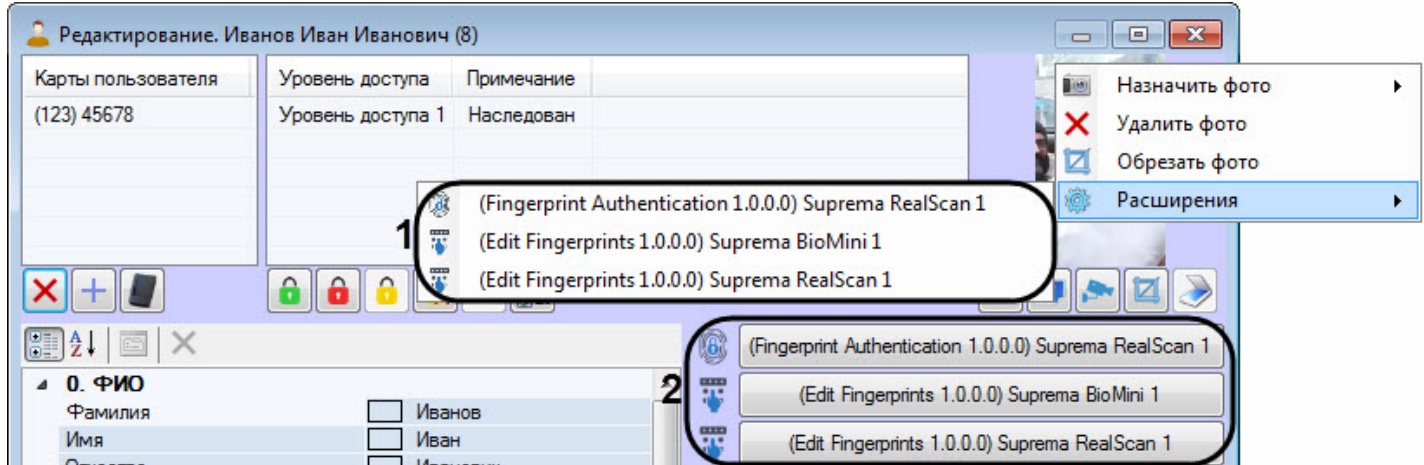 Редактирование. Иванов Иван Иванович (8)
Карты пользователя
Уровень доступа Примечание
(123) 45678
Уровень доступа 1 Наследован
Назначить фото
Удалить фото
Обрезать фото
Расширения
1
(Fingerprint Authentication 1.0.0.0) Suprema RealScan 1
(Edit Fingerprints 1.0.0.0) Suprema BioMini 1
(Edit Fingerprints 1.0.0.0) Suprema RealScan 1
2
(Fingerprint Authentication 1.0.0.0) Suprema RealScan 1
(Edit Fingerprints 1.0.0.0) Suprema BioMini 1
(Edit Fingerprints 1.0.0.0) Suprema RealScan 1
0. ФИО
Фамилия Иванов
Имя Иван